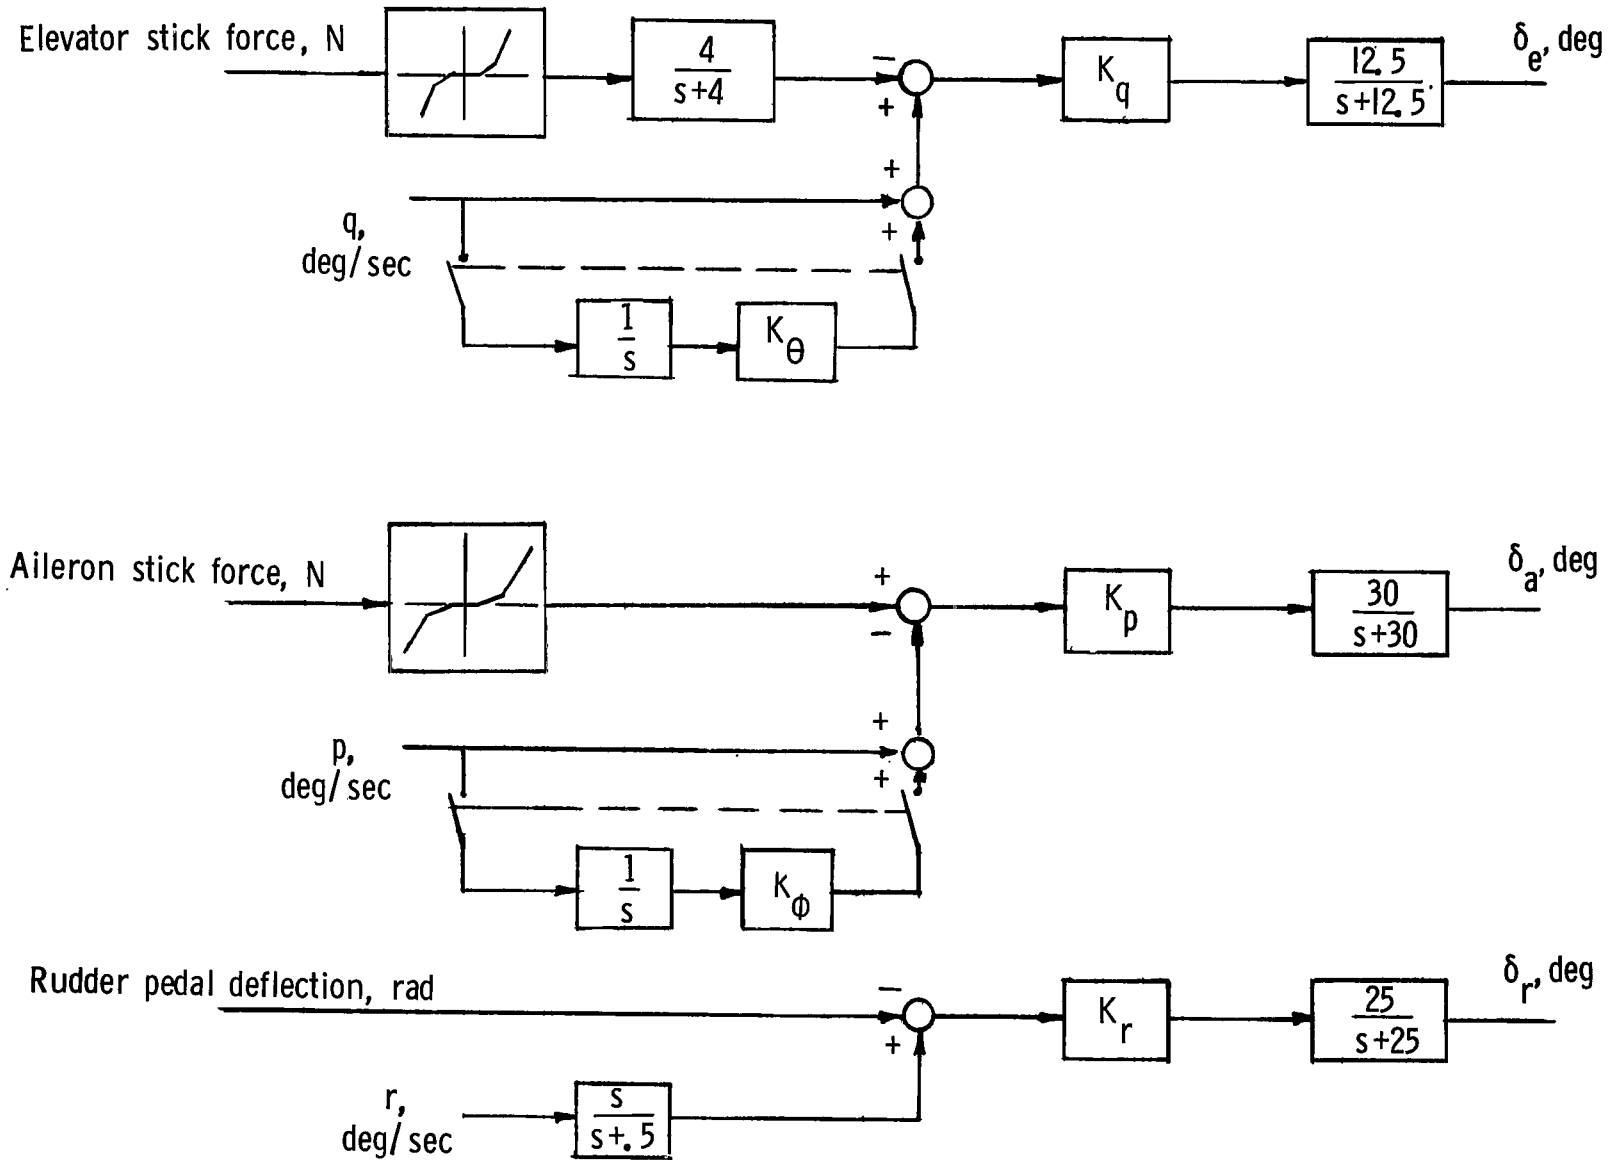 Elevator stick force, N
4
s+4
−
+
K_q
12.5
s+12.5
δ_e, deg
+
q,
deg/sec
+
1
s
K_θ
Aileron stick force, N
+
−
K_p
30
s+30
δ_a, deg
+
p,
deg/sec
+
1
s
K_ϕ
Rudder pedal deflection, rad
−
+
K_r
25
s+25
δ_r, deg
r,
deg/sec
s
s+.5